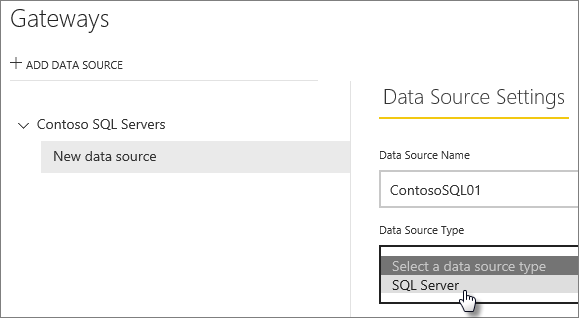 Gateways
+ ADD DATA SOURCE
Contoso SQL Servers
New data source
Data Source Settings
Data Source Name
ContosoSQL01
Data Source Type
Select a data source type
SQL Server